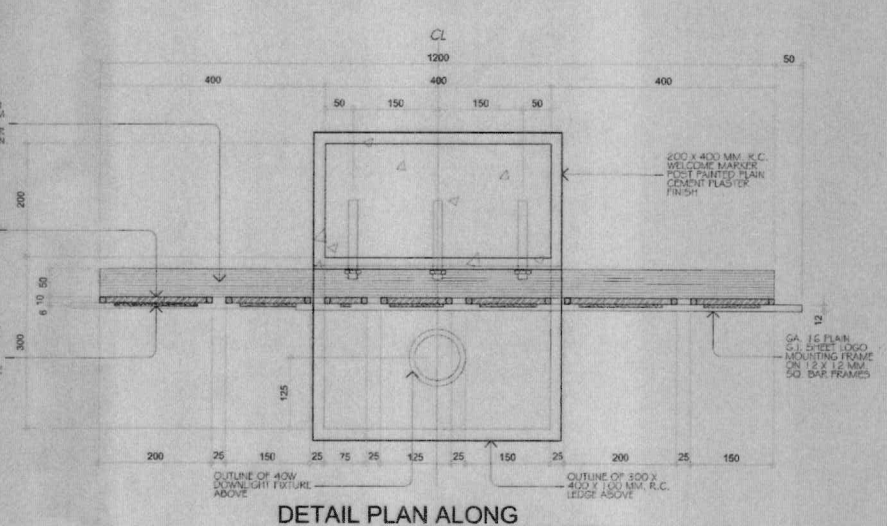 CL
1200
50
400
400
400
50
150
150
50
200 X 400 MM. R.C.
WELCOME MARKER
POST PAINTED PLAIN
CEMENT PLASTER
FINISH
200
50
10
6
300
12
GA. 16 PLAIN
G.I. SHEET LOGO
MOUNTING FRAME
ON 12 X 12 MM.
SQ. BAR FRAMES
125
200
25
150
25
75
25
125
25
150
25
200
25
150
OUTLINE OF 40W
DOWNLIGHT FIXTURE
ABOVE
OUTLINE OF 300 X
400 X 100 MM. R.C.
LEDGE ABOVE
DETAIL PLAN ALONG